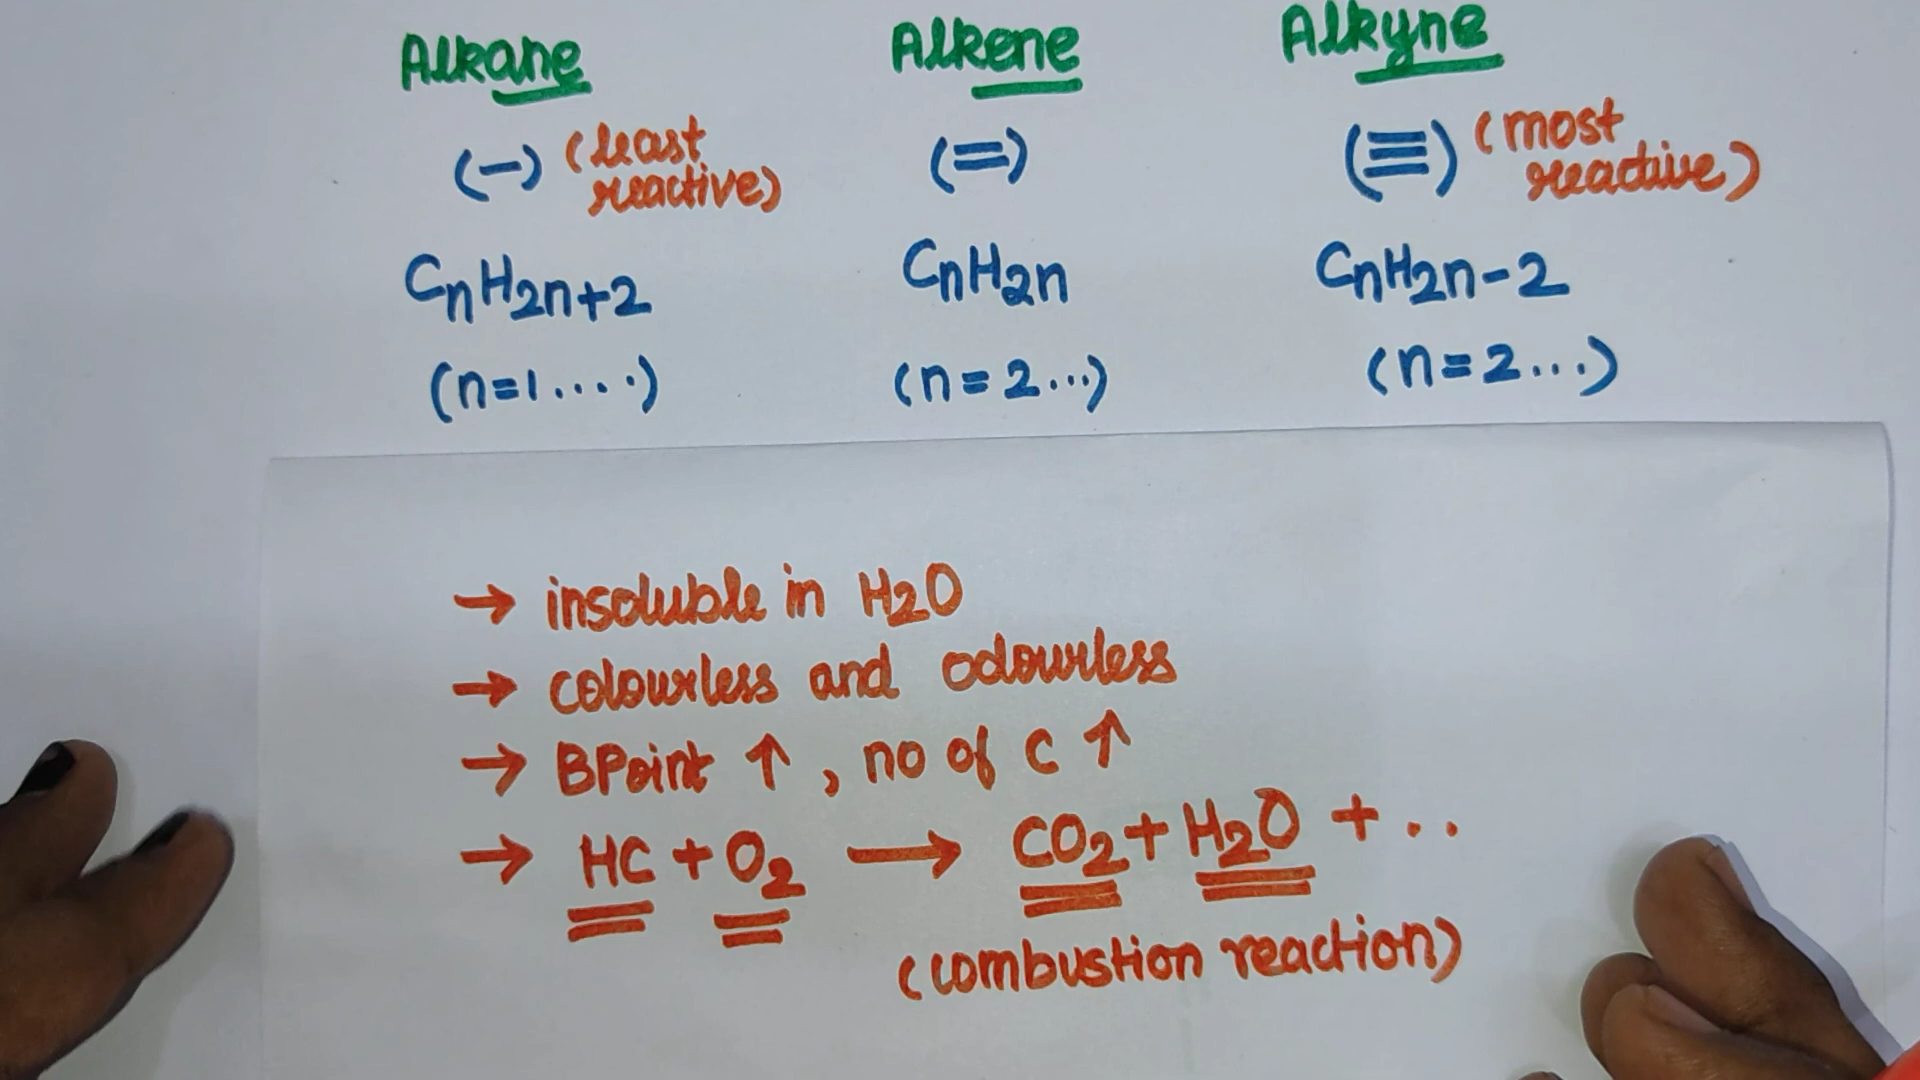 Alkane Alkene Alkyne
(-) (least reactive) (=) (≡) (most reactive)
CnH2n+2 CnH2n CnH2n-2
(n=1....) (n=2...) (n=2...)
→ insoluble in H2O
→ colourless and odourless
→ BPoint ↑, no of C ↑
→ HC + O2 → CO2 + H2O + ..
(combustion reaction)